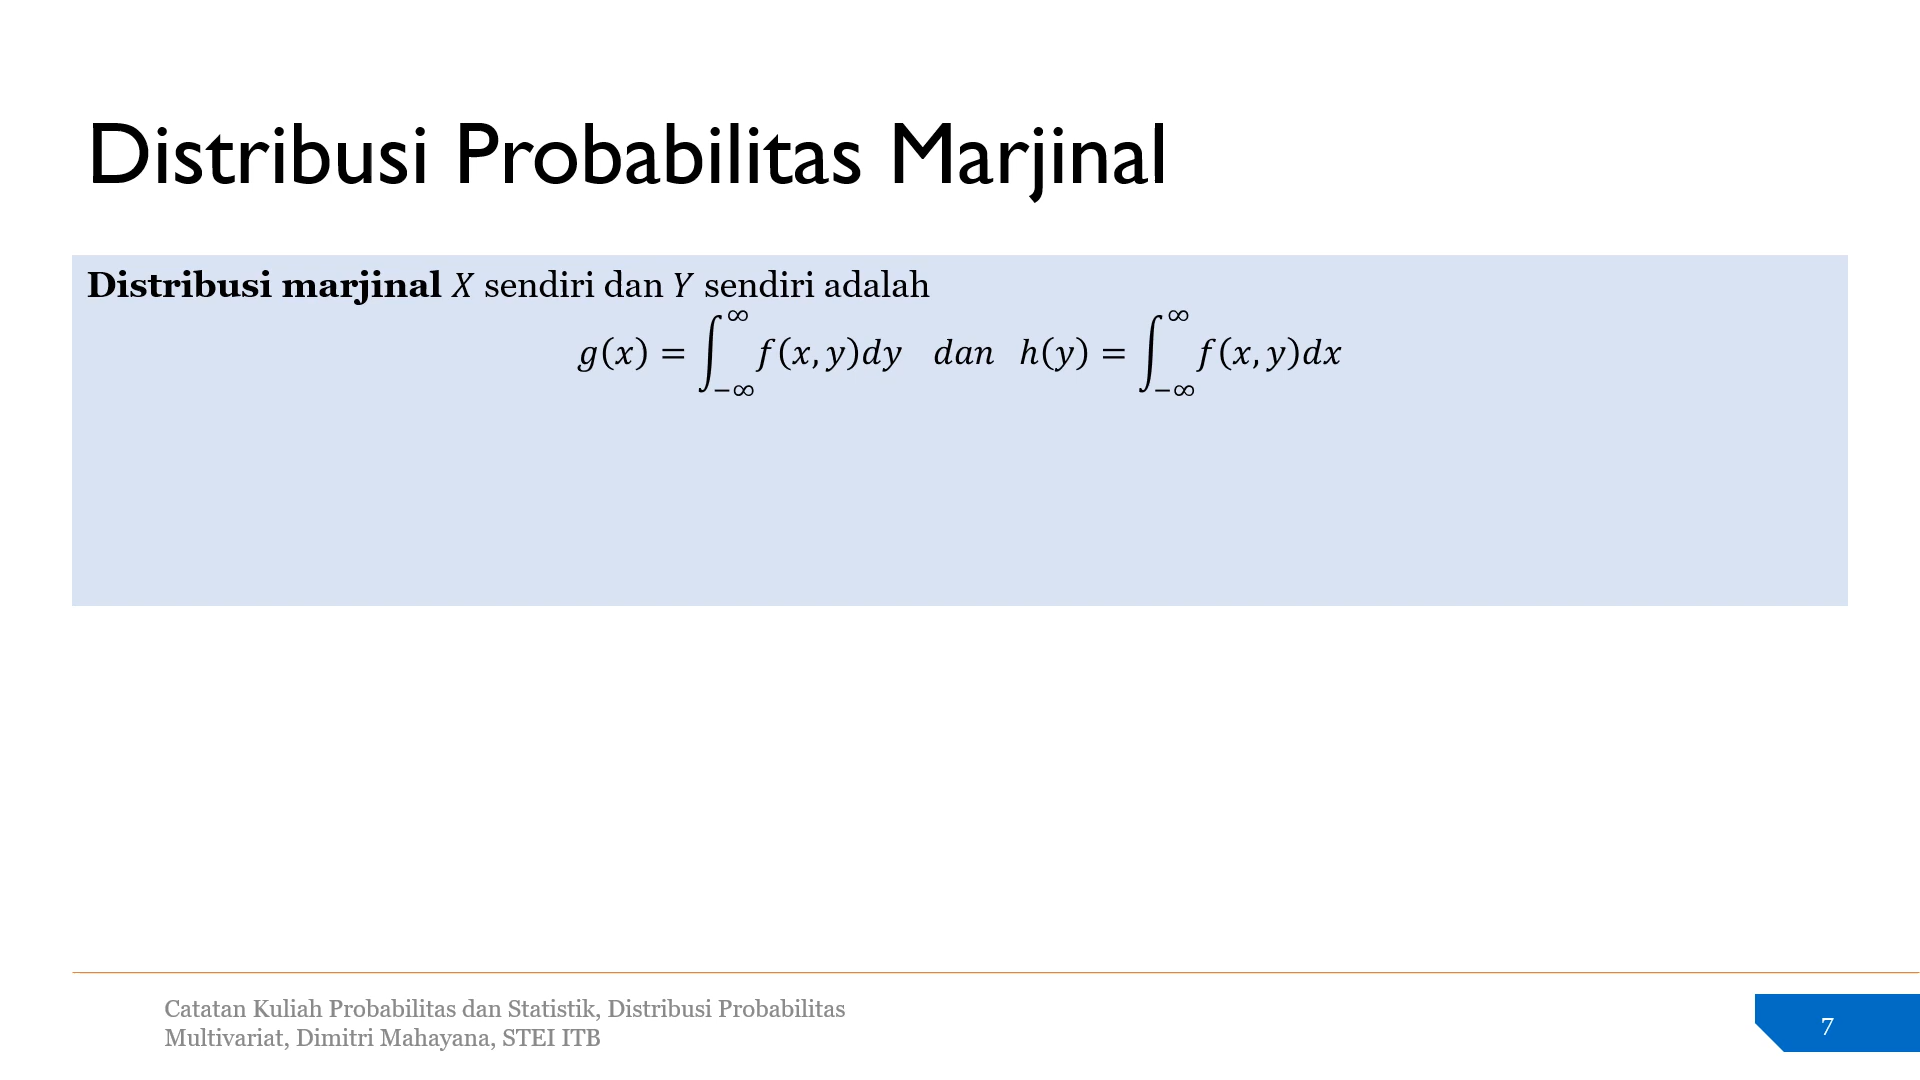 Distribusi Probabilitas Marjinal
Distribusi marjinal X sendiri dan Y sendiri adalah
g(x) = ∫_{-∞}^{∞} f(x, y)dy dan h(y) = ∫_{-∞}^{∞} f(x, y)dx
Catatan Kuliah Probabilitas dan Statistik, Distribusi Probabilitas
Multivariat, Dimitri Mahayana, STEI ITB
7